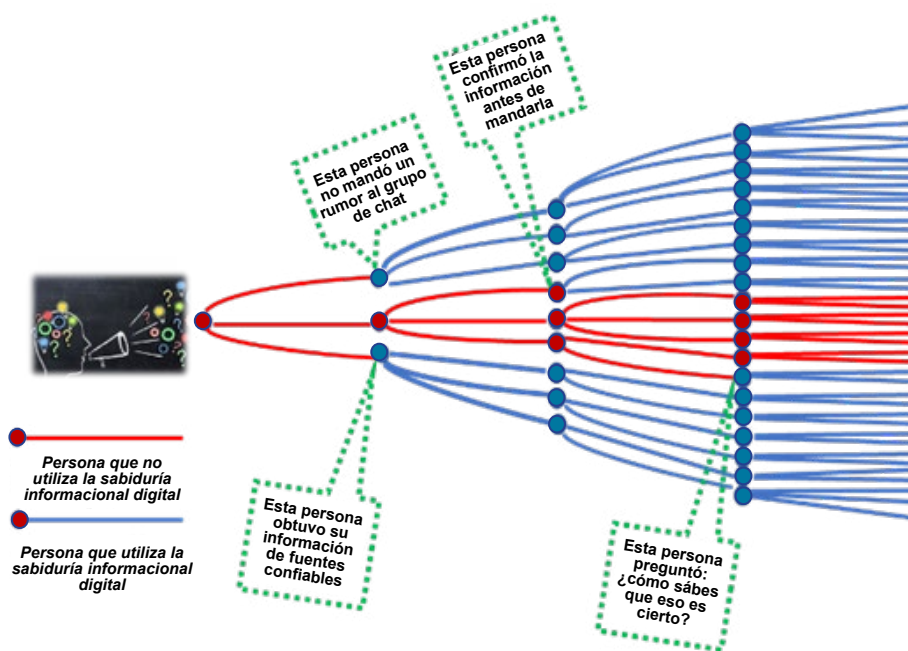 Esta persona
confirmó la
información
antes de
mandarla
Esta persona
no mandó un
rumor al grupo
de chat
Persona que no
utiliza la sabiduría
informacional digital
Persona que utiliza la
sabiduría informacional
digital
Esta persona
obtuvo su
información
de fuentes
confiables
Esta persona
preguntó:
¿cómo sábes
que eso es
cierto?